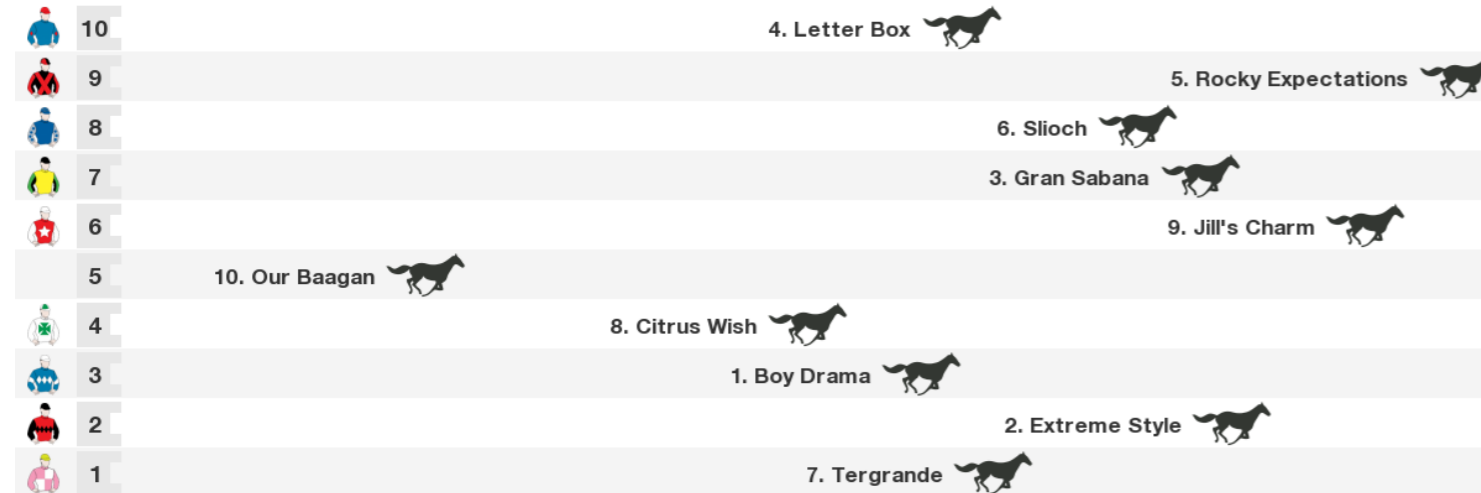 10 4. Letter Box
9 5. Rocky Expectations
8 6. Slioch
7 3. Gran Sabana
6 9. Jill's Charm
5 10. Our Baagan
4 8. Citrus Wish
3 1. Boy Drama
2 2. Extreme Style
1 7. Tergrande